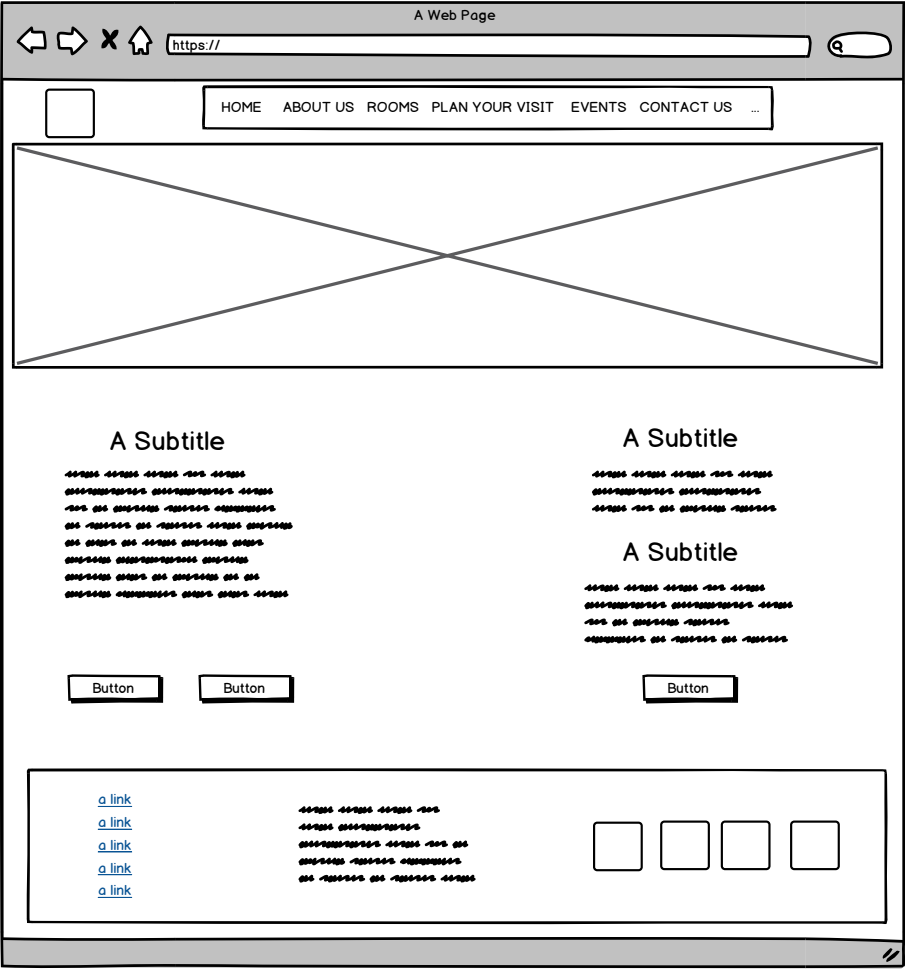 A Web Page
https://
HOME ABOUT US ROOMS PLAN YOUR VISIT EVENTS CONTACT US ...
A Subtitle
A Subtitle
A Subtitle
Button Button
Button
a link
a link
a link
a link
a link